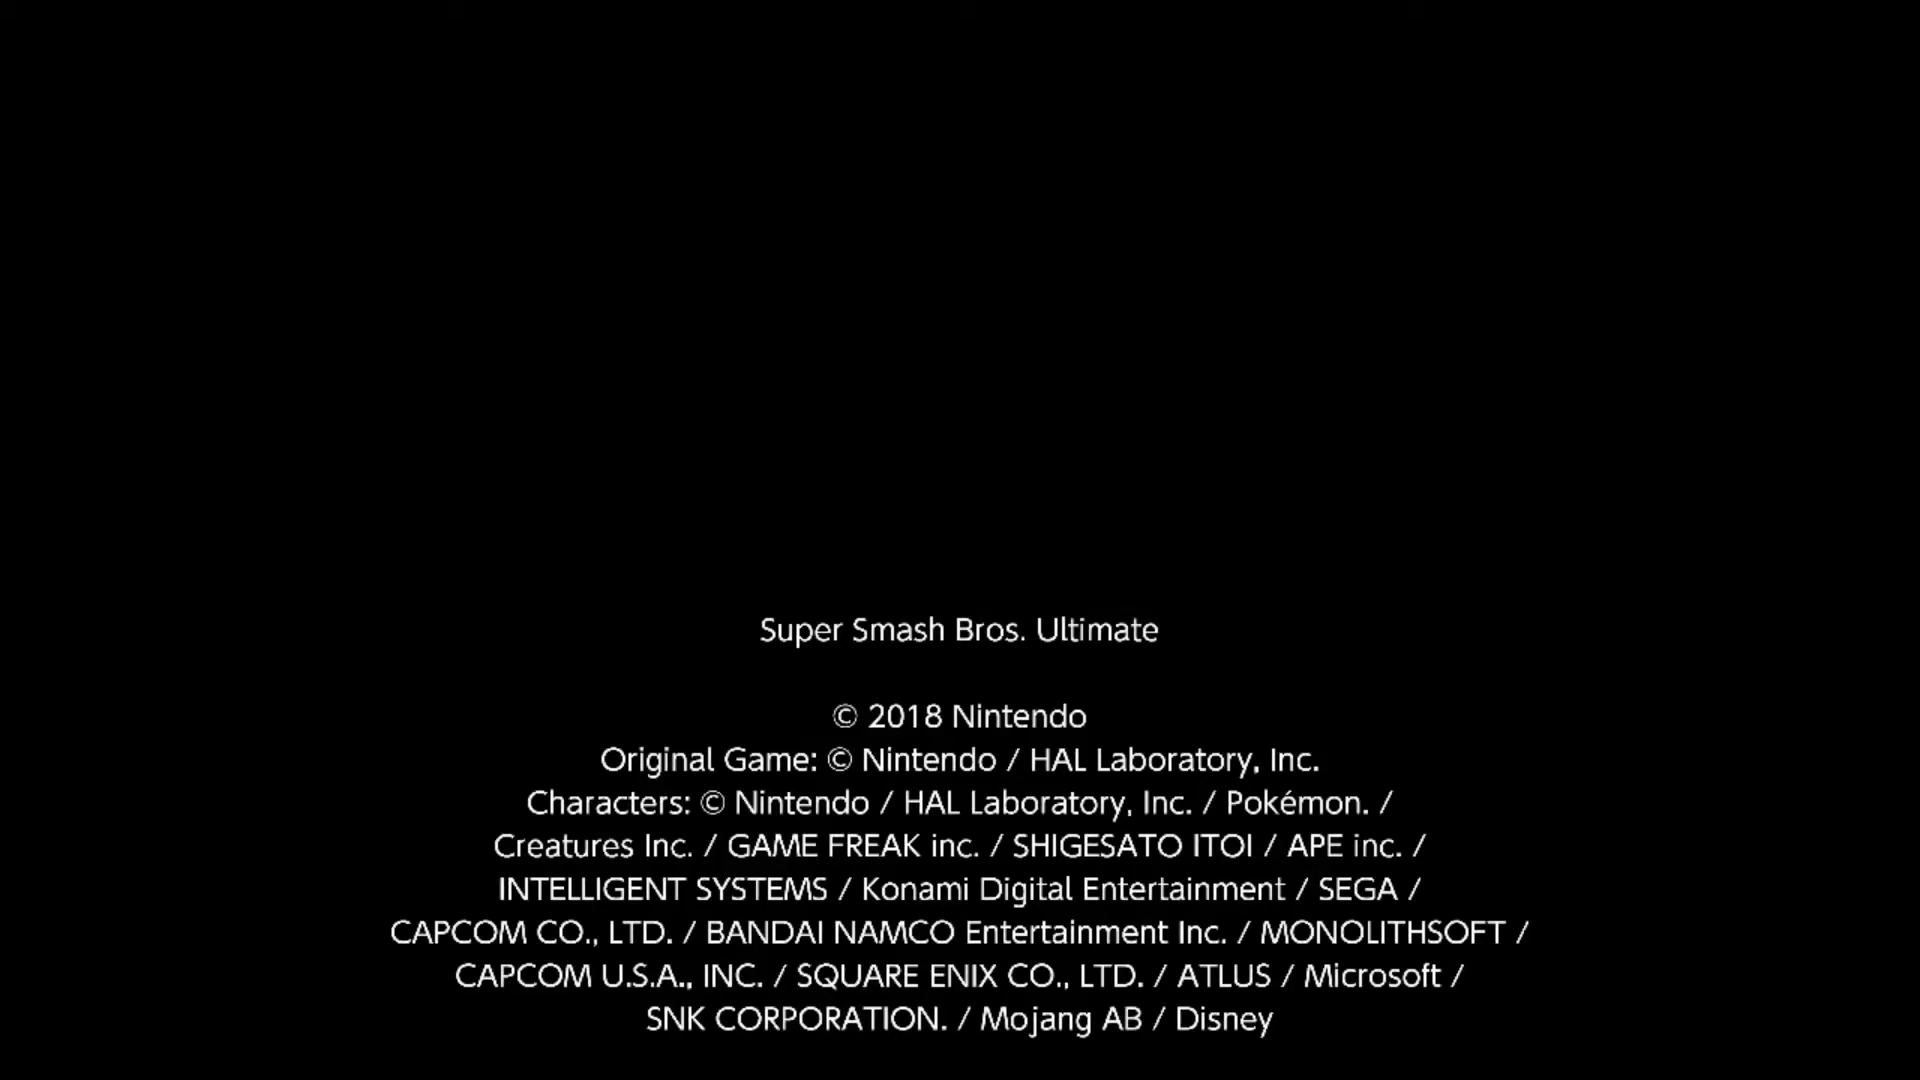 Super Smash Bros. Ultimate
© 2018 Nintendo
Original Game: © Nintendo / HAL Laboratory, Inc.
Characters: © Nintendo / HAL Laboratory, Inc. / Pokémon. /
Creatures Inc. / GAME FREAK inc. / SHIGESATO ITOI / APE inc. /
INTELLIGENT SYSTEMS / Konami Digital Entertainment / SEGA /
CAPCOM CO., LTD. / BANDAI NAMCO Entertainment Inc. / MONOLITHSOFT /
CAPCOM U.S.A., INC. / SQUARE ENIX CO., LTD. / ATLUS / Microsoft /
SNK CORPORATION. / Mojang AB / Disney